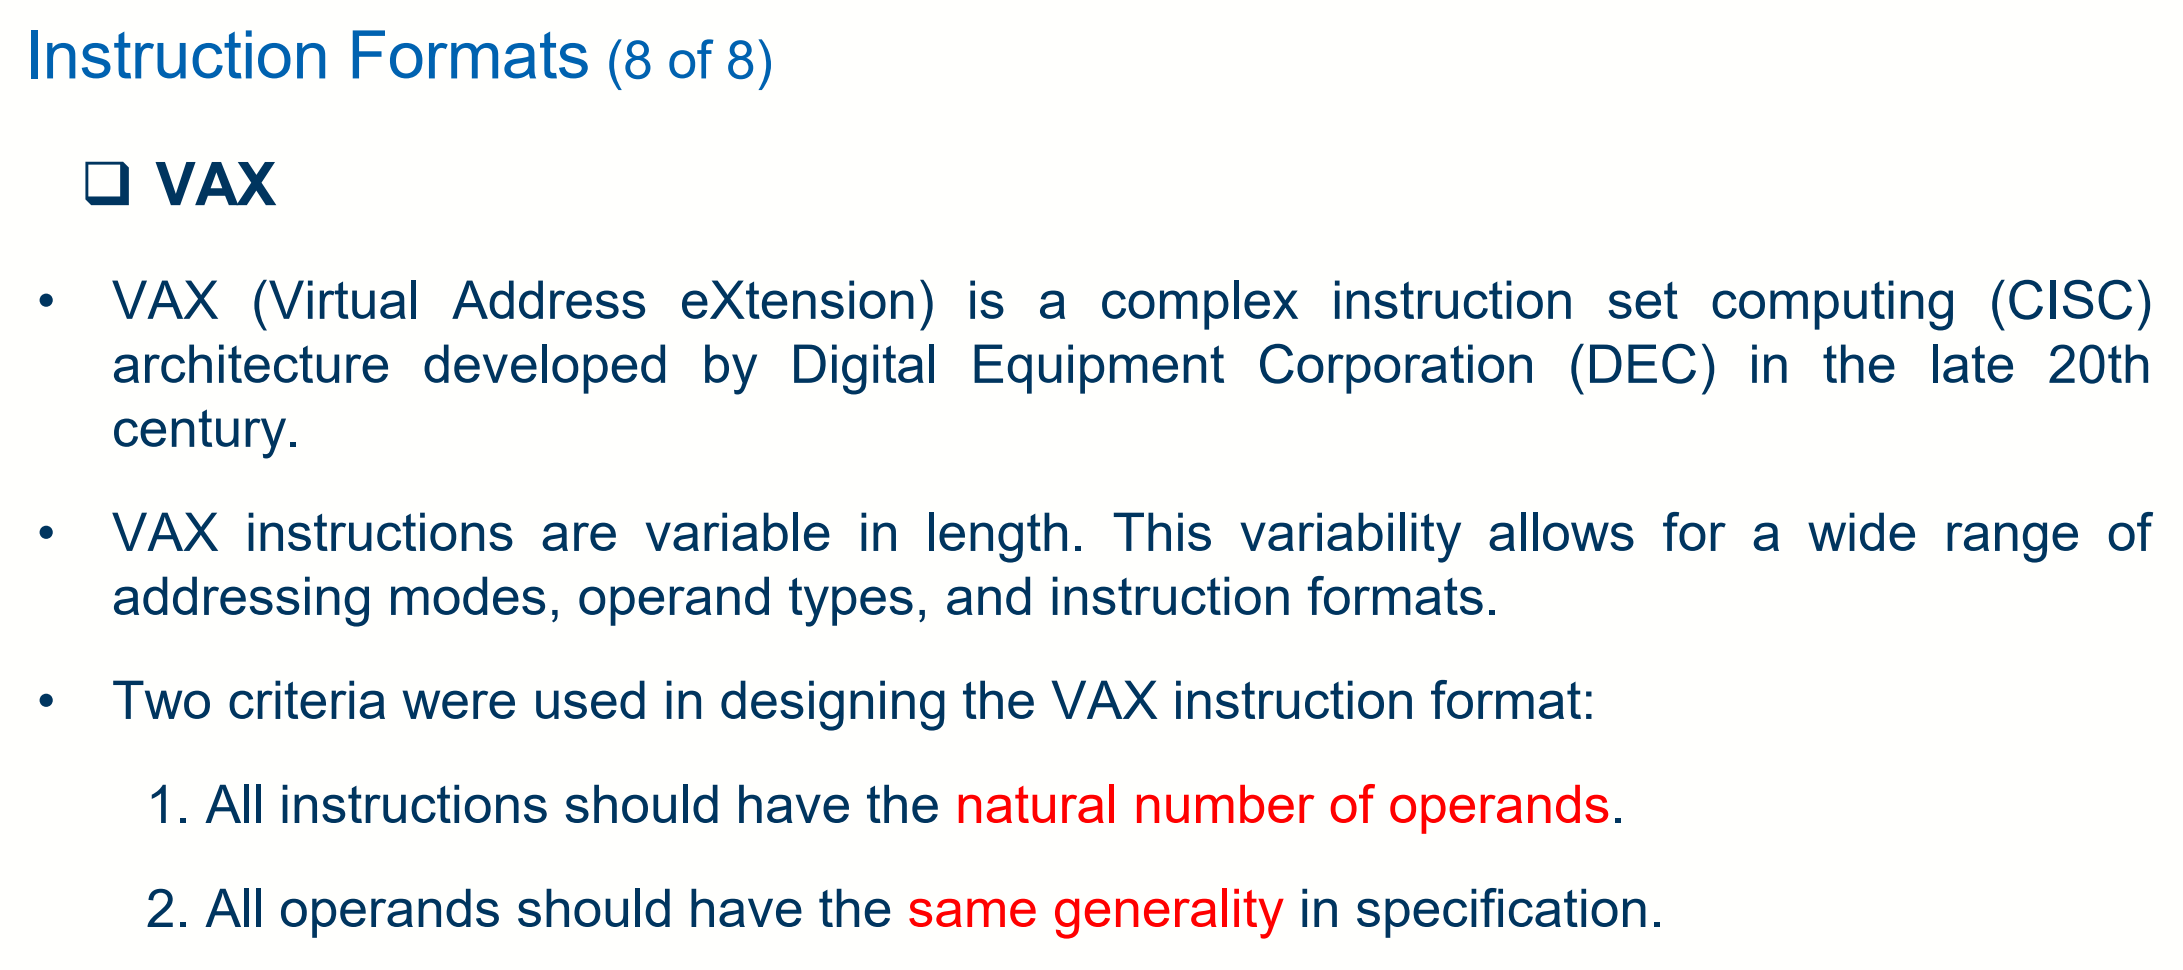 Instruction Formats (8 of 8)
❑ VAX
• VAX (Virtual Address eXtension) is a complex instruction set computing (CISC)
architecture developed by Digital Equipment Corporation (DEC) in the late 20th
century.
• VAX instructions are variable in length. This variability allows for a wide range of
addressing modes, operand types, and instruction formats.
• Two criteria were used in designing the VAX instruction format:
1. All instructions should have the natural number of operands.
2. All operands should have the same generality in specification.